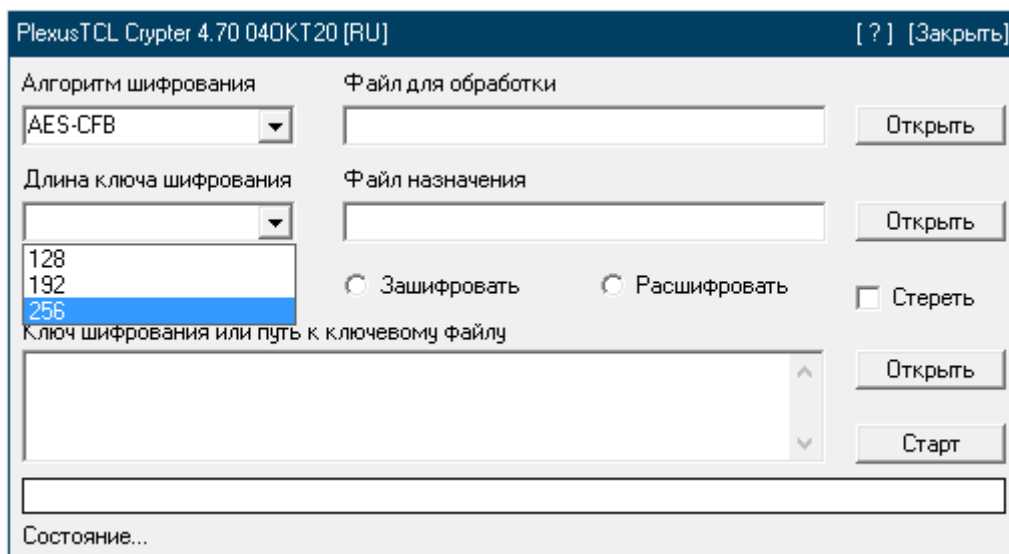 PlexusTCL Crypter 4.70 04OKT20 [RU] [ ? ] [Закрыть]
Алгоритм шифрования Файл для обработки
AES-CFB Открыть
Длина ключа шифрования Файл назначения
Открыть
128
192 Зашифровать Расшифровать
256 Стереть
Ключ шифрования или путь к ключевому файлу
Открыть
Старт
Состояние...